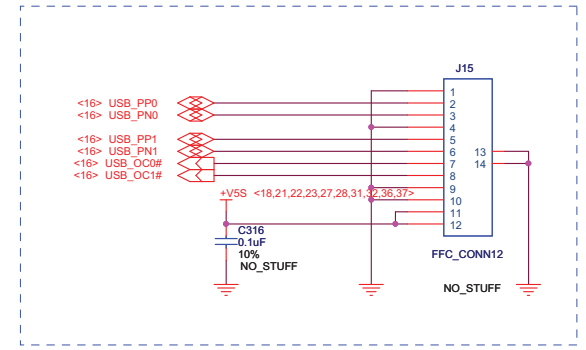 J15
1
<16> USB_PP0 2
<16> USB_PN0 3
4
<16> USB_PP1 5
<16> USB_PN1 6 13
<16> USB_OC0# 7 14
<16> USB_OC1# 8
9
+V5S <18,21,22,23,27,28,31,32,36,37> 10
11
12
C316
0.1uF
10%
NO_STUFF
FFC_CONN12
NO_STUFF